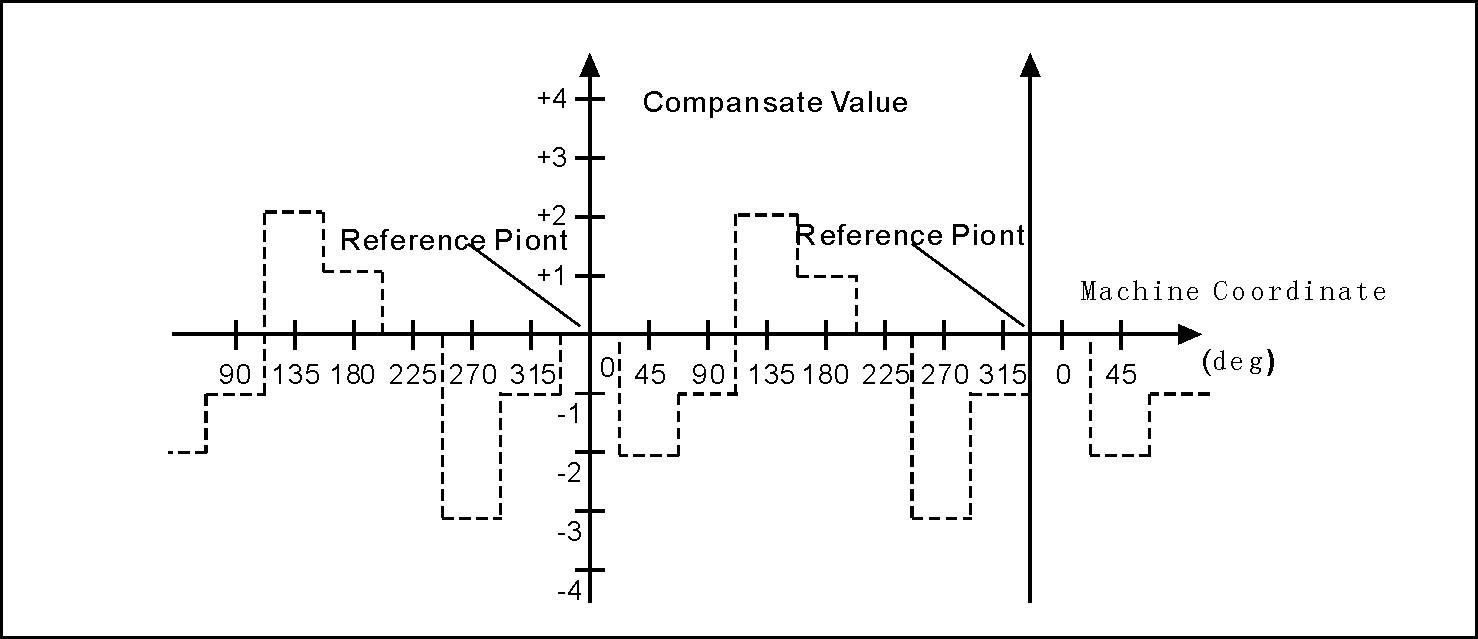 +4
Compansate Value
+3
+2
Reference Piont
Reference Piont
+1
Machine Coordinate
(deg)
90 135 180 225 270 315 0 45 90 135 180 225 270 315 0 45
-1
-2
-3
-4